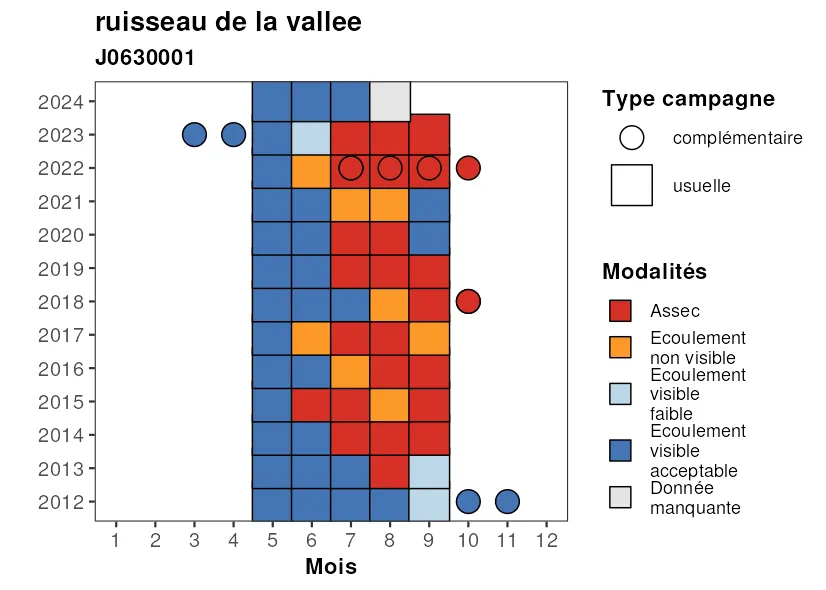 ruisseau de la vallee
J0630001
2024
2023
2022
2021
2020
2019
2018
2017
2016
2015
2014
2013
2012
1 2 3 4 5 6 7 8 9 10 11 12
Mois
Type campagne
complémentaire
usuelle
Modalités
Assec
Ecoulement
non visible
Ecoulement
visible
faible
Ecoulement
visible
acceptable
Donnée
manquante